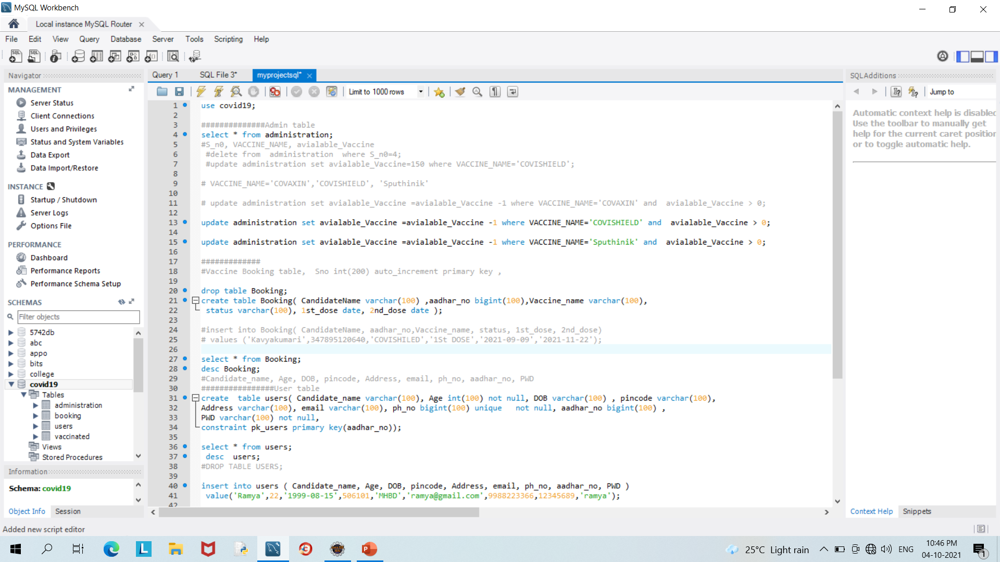 MySQL Workbench
Local instance MySQL Router
File Edit View Query Database Server Tools Scripting Help
Navigator
MANAGEMENT
Server Status
Client Connections
Users and Privileges
Status and System Variables
Data Export
Data Import/Restore
INSTANCE
Startup / Shutdown
Server Logs
Options File
PERFORMANCE
Dashboard
Performance Reports
Performance Schema Setup
SCHEMAS
Filter objects
5742db
abc
appo
bits
college
covid19
Tables
administration
booking
users
vaccinated
Views
Stored Procedures
Information
Schema: covid19
Object Info Session
Query 1 SQL File 3* myprojectsql*
Limit to 1000 rows
1 use covid19;
2
3 ##############Admin table
4 select * from administration;
5 #S_n0, VACCINE_NAME, avialable_Vaccine
6 #delete from  administration  where S_n0=4;
7 #update administration set avialable_Vaccine=150 where VACCINE_NAME='COVISHIELD';
8
9 # VACCINE_NAME='COVAXIN','COVISHIELD', 'Sputhinik'
10
11 # update administration set avialable_Vaccine =avialable_Vaccine -1 where VACCINE_NAME='COVAXIN' and  avialable_Vaccine > 0;
12
13 update administration set avialable_Vaccine =avialable_Vaccine -1 where VACCINE_NAME='COVISHIELD' and  avialable_Vaccine > 0;
14
15 update administration set avialable_Vaccine =avialable_Vaccine -1 where VACCINE_NAME='Sputhinik' and  avialable_Vaccine > 0;
16
17 #############
18 #Vaccine Booking table,  Sno int(200) auto_increment primary key ,
19
20 drop table Booking;
21 create table Booking( CandidateName varchar(100) ,aadhar_no bigint(100),Vaccine_name varchar(100),
22 status varchar(100), 1st_dose date, 2nd_dose date );
23
24 #insert into Booking( CandidateName, aadhar_no,Vaccine_name, status, 1st_dose, 2nd_dose)
25 # values ('Kavyakumari',347895120640,'COVISHILED','1St DOSE','2021-09-09','2021-11-22');
26
27 select * from Booking;
28 desc Booking;
29 #Candidate_name, Age, DOB, pincode, Address, email, ph_no, aadhar_no, PWD
30 ################User table
31 create  table users( Candidate_name varchar(100), Age int(100) not null, DOB varchar(100) , pincode varchar(100),
32 Address varchar(100), email varchar(100), ph_no bigint(100) unique   not null, aadhar_no bigint(100) ,
33 PWD varchar(100) not null,
34 constraint pk_users primary key(aadhar_no));
35
36 select * from users;
37 desc  users;
38 #DROP TABLE USERS;
39
40 insert into users ( Candidate_name, Age, DOB, pincode, Address, email, ph_no, aadhar_no, PWD )
41 value('Ramya',22,'1999-08-15',506101,'MHBD','ramya@gmail.com',9988223366,12345689,'ramya');
42
SQLAdditions
Jump to
Automatic context help is disabled.
Use the toolbar to manually get
help for the current caret position
or to toggle automatic help.
Context Help Snippets
Added new script editor
25°C Light rain
ENG
10:46 PM
04-10-2021
1